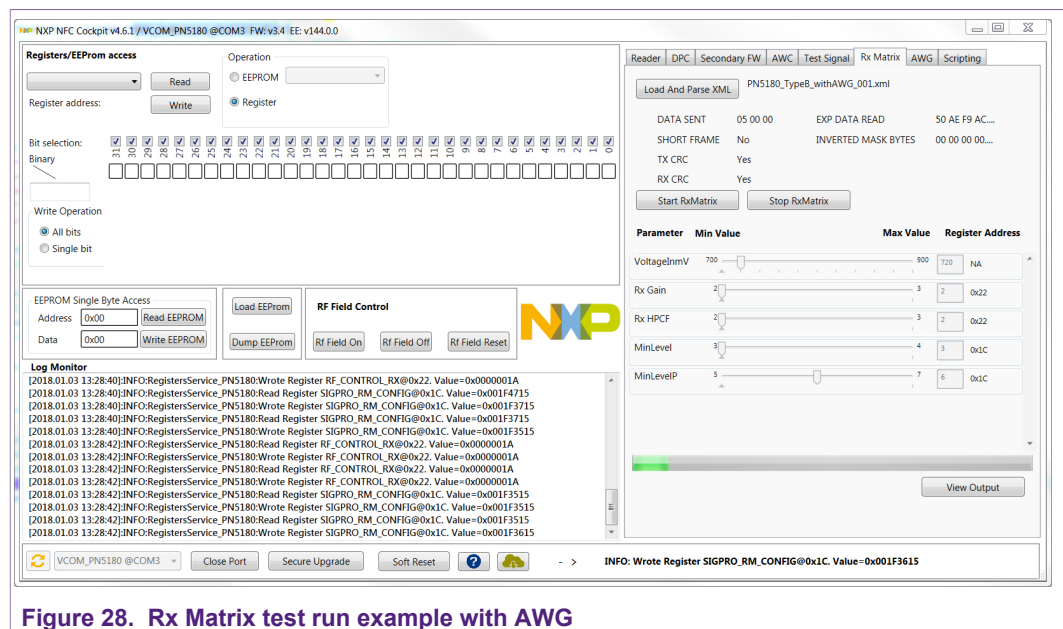 NXP NFC Cockpit v4.6.1 / VCOM_PN5180 @COM3 FW: v3.4 EE: v144.0.0
Registers/EEProm access
Operation
Read
EEPROM
Register address:
Write
Register
Bit selection:
31 30 29 28 27 26 25 24 23 22 21 20 19 18 17 16 15 14 13 12 11 10 9 8 7 6 5 4 3 2 1 0
Binary
Write Operation
All bits
Single bit
EEPROM Single Byte Access
Address 0x00 Read EEPROM
Data 0x00 Write EEPROM
Load EEProm
Dump EEProm
RF Field Control
Rf Field On Rf Field Off Rf Field Reset
NXP
Reader DPC Secondary FW AWC Test Signal Rx Matrix AWG Scripting
Load And Parse XML PN5180_TypeB_withAWG_001.xml
DATA SENT 05 00 00 EXP DATA READ 50 AE F9 AC....
SHORT FRAME No INVERTED MASK BYTES 00 00 00 00....
TX CRC Yes
RX CRC Yes
Start RxMatrix Stop RxMatrix
Parameter Min Value Max Value Register Address
VoltageInmV 700 900 720 NA
Rx Gain 2 3 2 0x22
Rx HPCF 2 3 2 0x22
MinLevel 3 4 3 0x1C
MinLevelP 5 7 6 0x1C
View Output
Log Monitor
[2018.01.03 13:28:40]:INFO:RegistersService_PN5180:Wrote Register RF_CONTROL_RX@0x22. Value=0x0000001A
[2018.01.03 13:28:40]:INFO:RegistersService_PN5180:Read Register SIGPRO_RM_CONFIG@0x1C. Value=0x001F4715
[2018.01.03 13:28:40]:INFO:RegistersService_PN5180:Wrote Register SIGPRO_RM_CONFIG@0x1C. Value=0x001F3715
[2018.01.03 13:28:40]:INFO:RegistersService_PN5180:Read Register SIGPRO_RM_CONFIG@0x1C. Value=0x001F3715
[2018.01.03 13:28:40]:INFO:RegistersService_PN5180:Wrote Register SIGPRO_RM_CONFIG@0x1C. Value=0x001F3515
[2018.01.03 13:28:42]:INFO:RegistersService_PN5180:Read Register RF_CONTROL_RX@0x22. Value=0x0000001A
[2018.01.03 13:28:42]:INFO:RegistersService_PN5180:Wrote Register RF_CONTROL_RX@0x22. Value=0x0000001A
[2018.01.03 13:28:42]:INFO:RegistersService_PN5180:Read Register RF_CONTROL_RX@0x22. Value=0x0000001A
[2018.01.03 13:28:42]:INFO:RegistersService_PN5180:Wrote Register RF_CONTROL_RX@0x22. Value=0x0000001A
[2018.01.03 13:28:42]:INFO:RegistersService_PN5180:Read Register SIGPRO_RM_CONFIG@0x1C. Value=0x001F3515
[2018.01.03 13:28:42]:INFO:RegistersService_PN5180:Wrote Register SIGPRO_RM_CONFIG@0x1C. Value=0x001F3515
[2018.01.03 13:28:42]:INFO:RegistersService_PN5180:Read Register SIGPRO_RM_CONFIG@0x1C. Value=0x001F3515
[2018.01.03 13:28:42]:INFO:RegistersService_PN5180:Wrote Register SIGPRO_RM_CONFIG@0x1C. Value=0x001F3615
VCOM_PN5180 @COM3 Close Port Secure Upgrade Soft Reset ? - > INFO: Wrote Register SIGPRO_RM_CONFIG@0x1C. Value=0x001F3615
Figure 28. Rx Matrix test run example with AWG